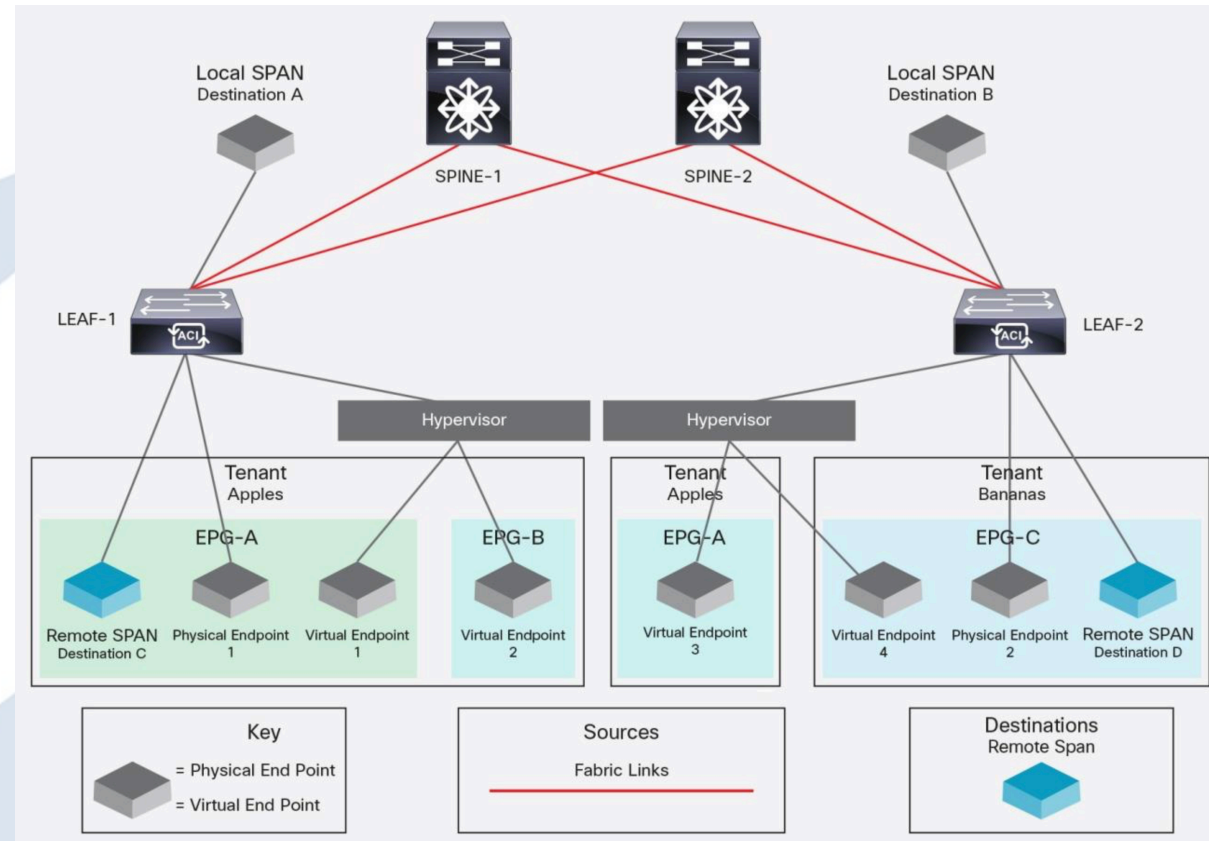 Local SPAN
Destination A
Local SPAN
Destination B
SPINE-1
SPINE-2
LEAF-1
ACI
ACI
LEAF-2
Hypervisor
Hypervisor
Tenant
Apples
EPG-A
EPG-B
Remote SPAN
Destination C
Physical Endpoint
1
Virtual Endpoint
1
Virtual Endpoint
2
Tenant
Apples
EPG-A
Virtual Endpoint
3
Tenant
Bananas
EPG-C
Virtual Endpoint
4
Physical Endpoint
2
Remote SPAN
Destination D
Key
= Physical End Point
= Virtual End Point
Sources
Fabric Links
Destinations
Remote Span